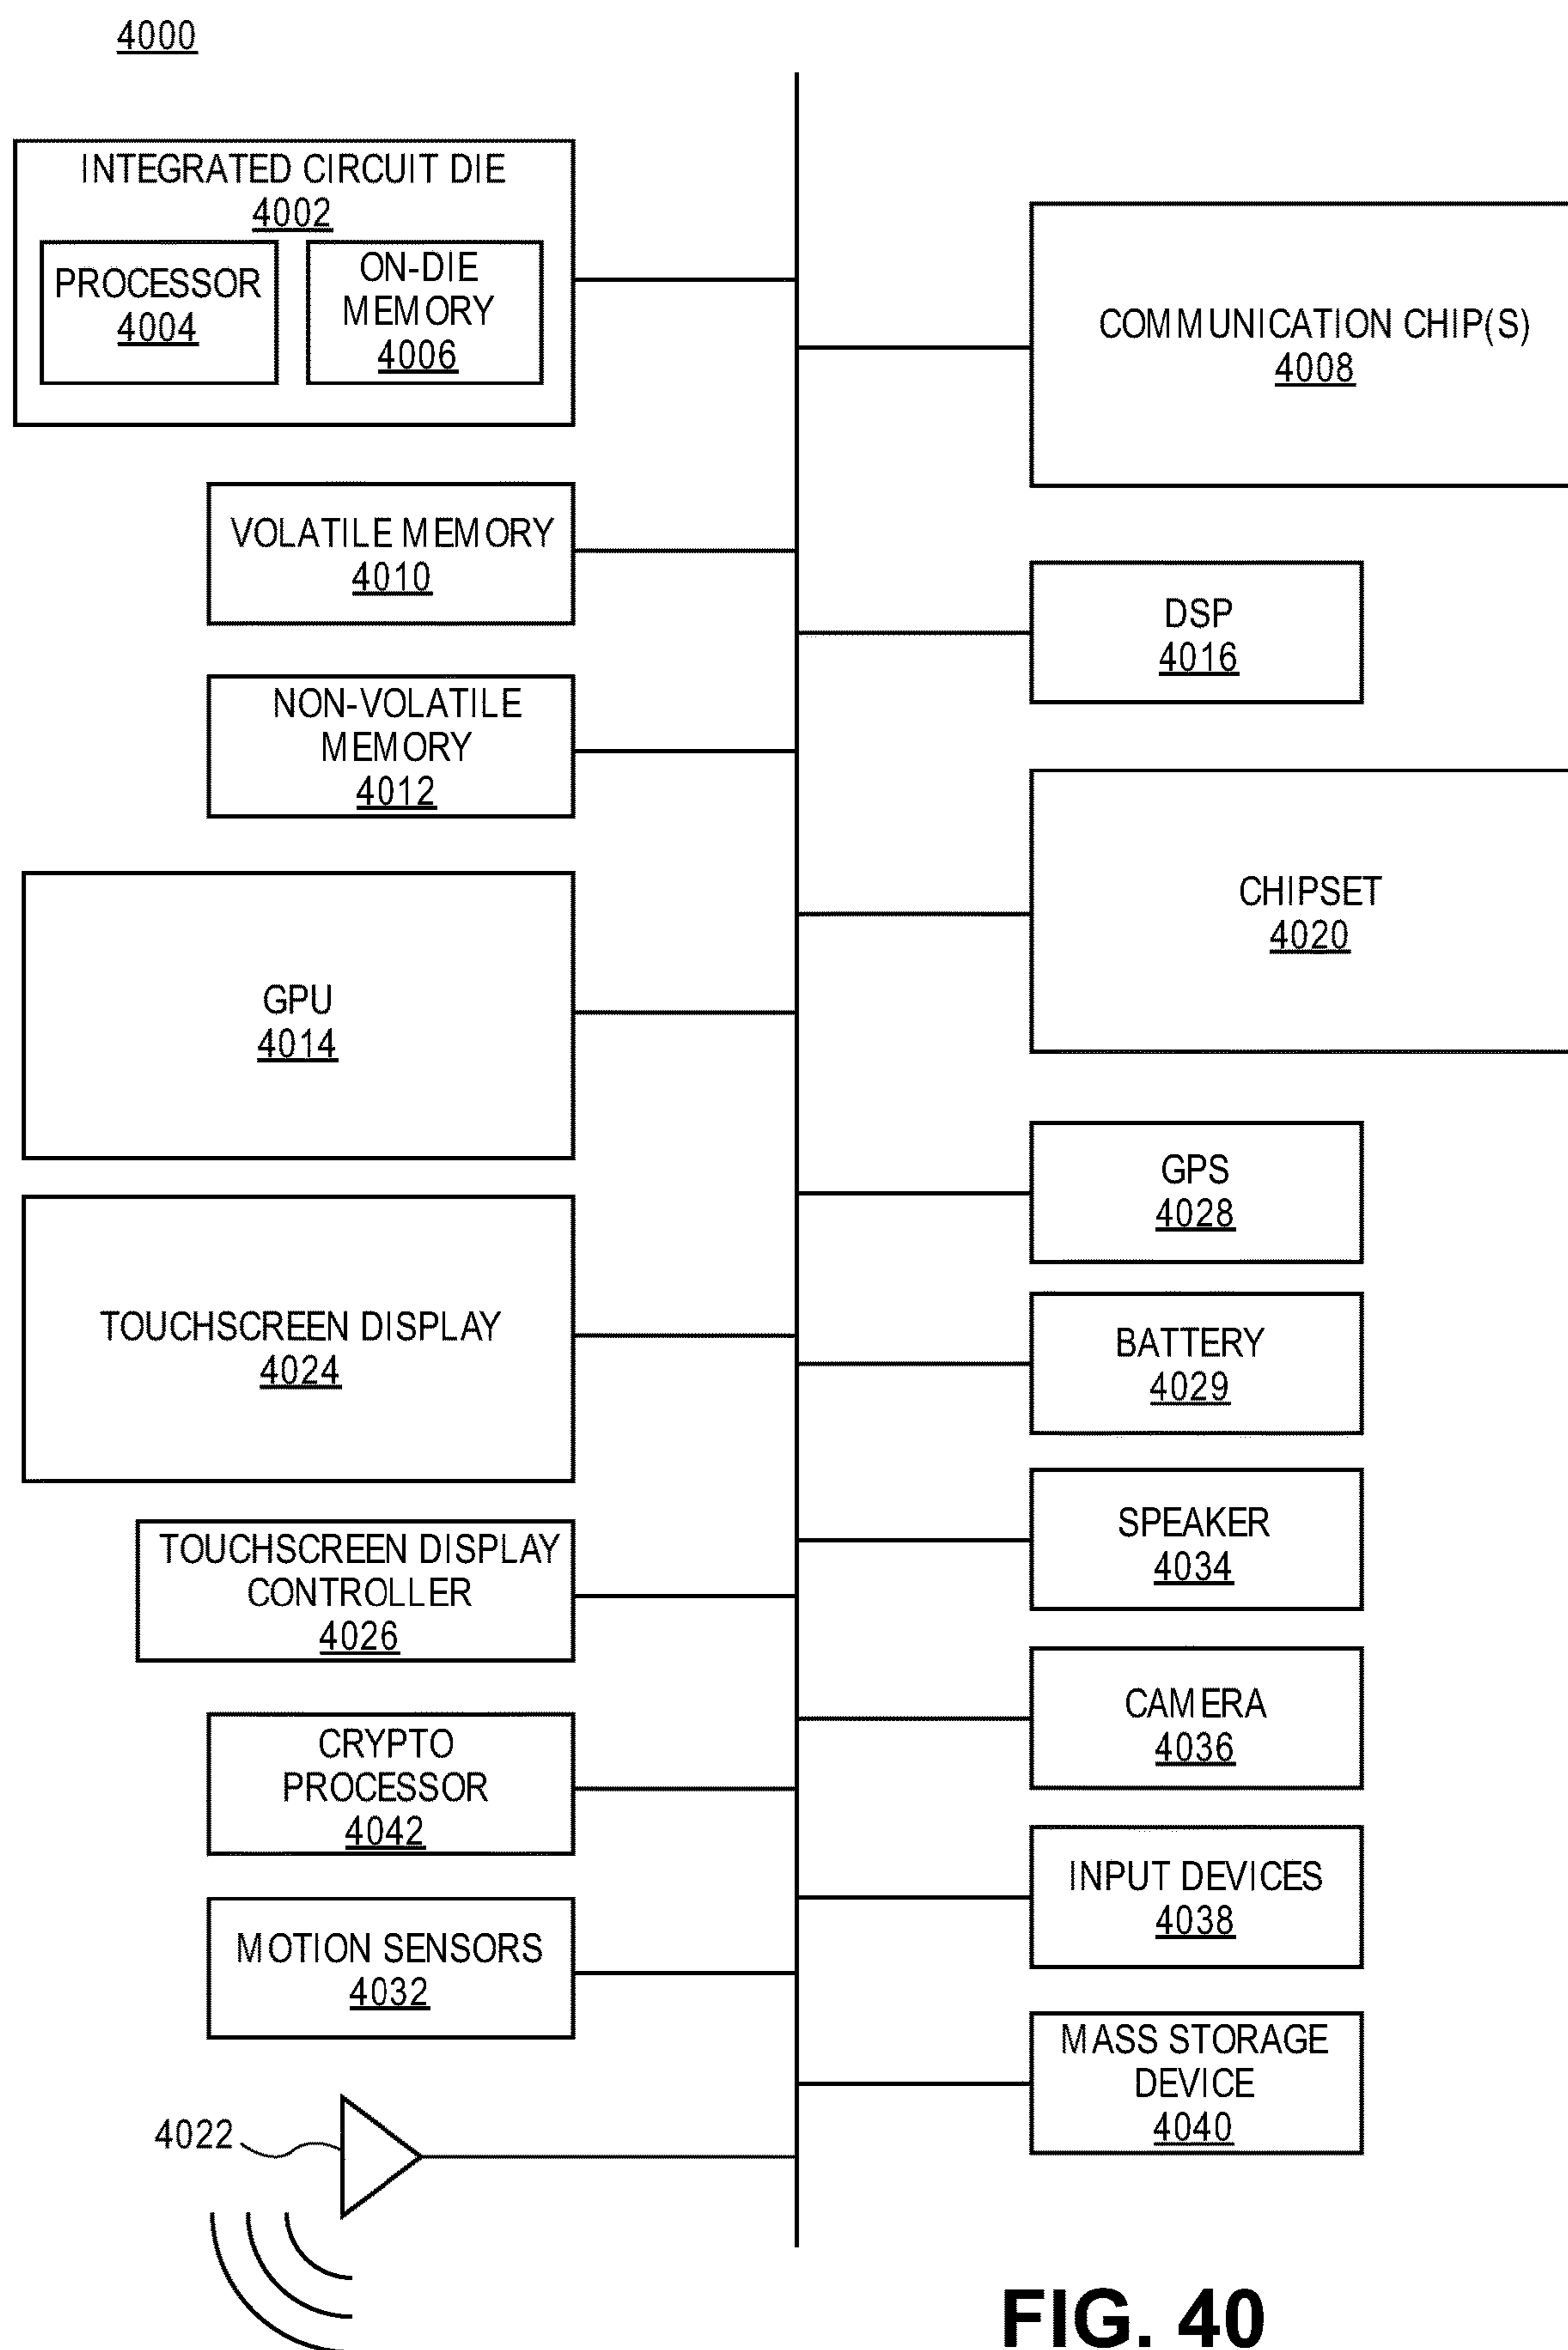 4000
INTEGRATED CIRCUIT DIE
4002
PROCESSOR
4004
ON-DIE
MEMORY
4006
COMMUNICATION CHIP(S)
4008
VOLATILE MEMORY
4010
DSP
4016
NON-VOLATILE
MEMORY
4012
CHIPSET
4020
GPU
4014
GPS
4028
TOUCHSCREEN DISPLAY
4024
BATTERY
4029
SPEAKER
4034
TOUCHSCREEN DISPLAY
CONTROLLER
4026
CAMERA
4036
CRYPTO
PROCESSOR
4042
INPUT DEVICES
4038
MOTION SENSORS
4032
MASS STORAGE
DEVICE
4040
4022
FIG. 40